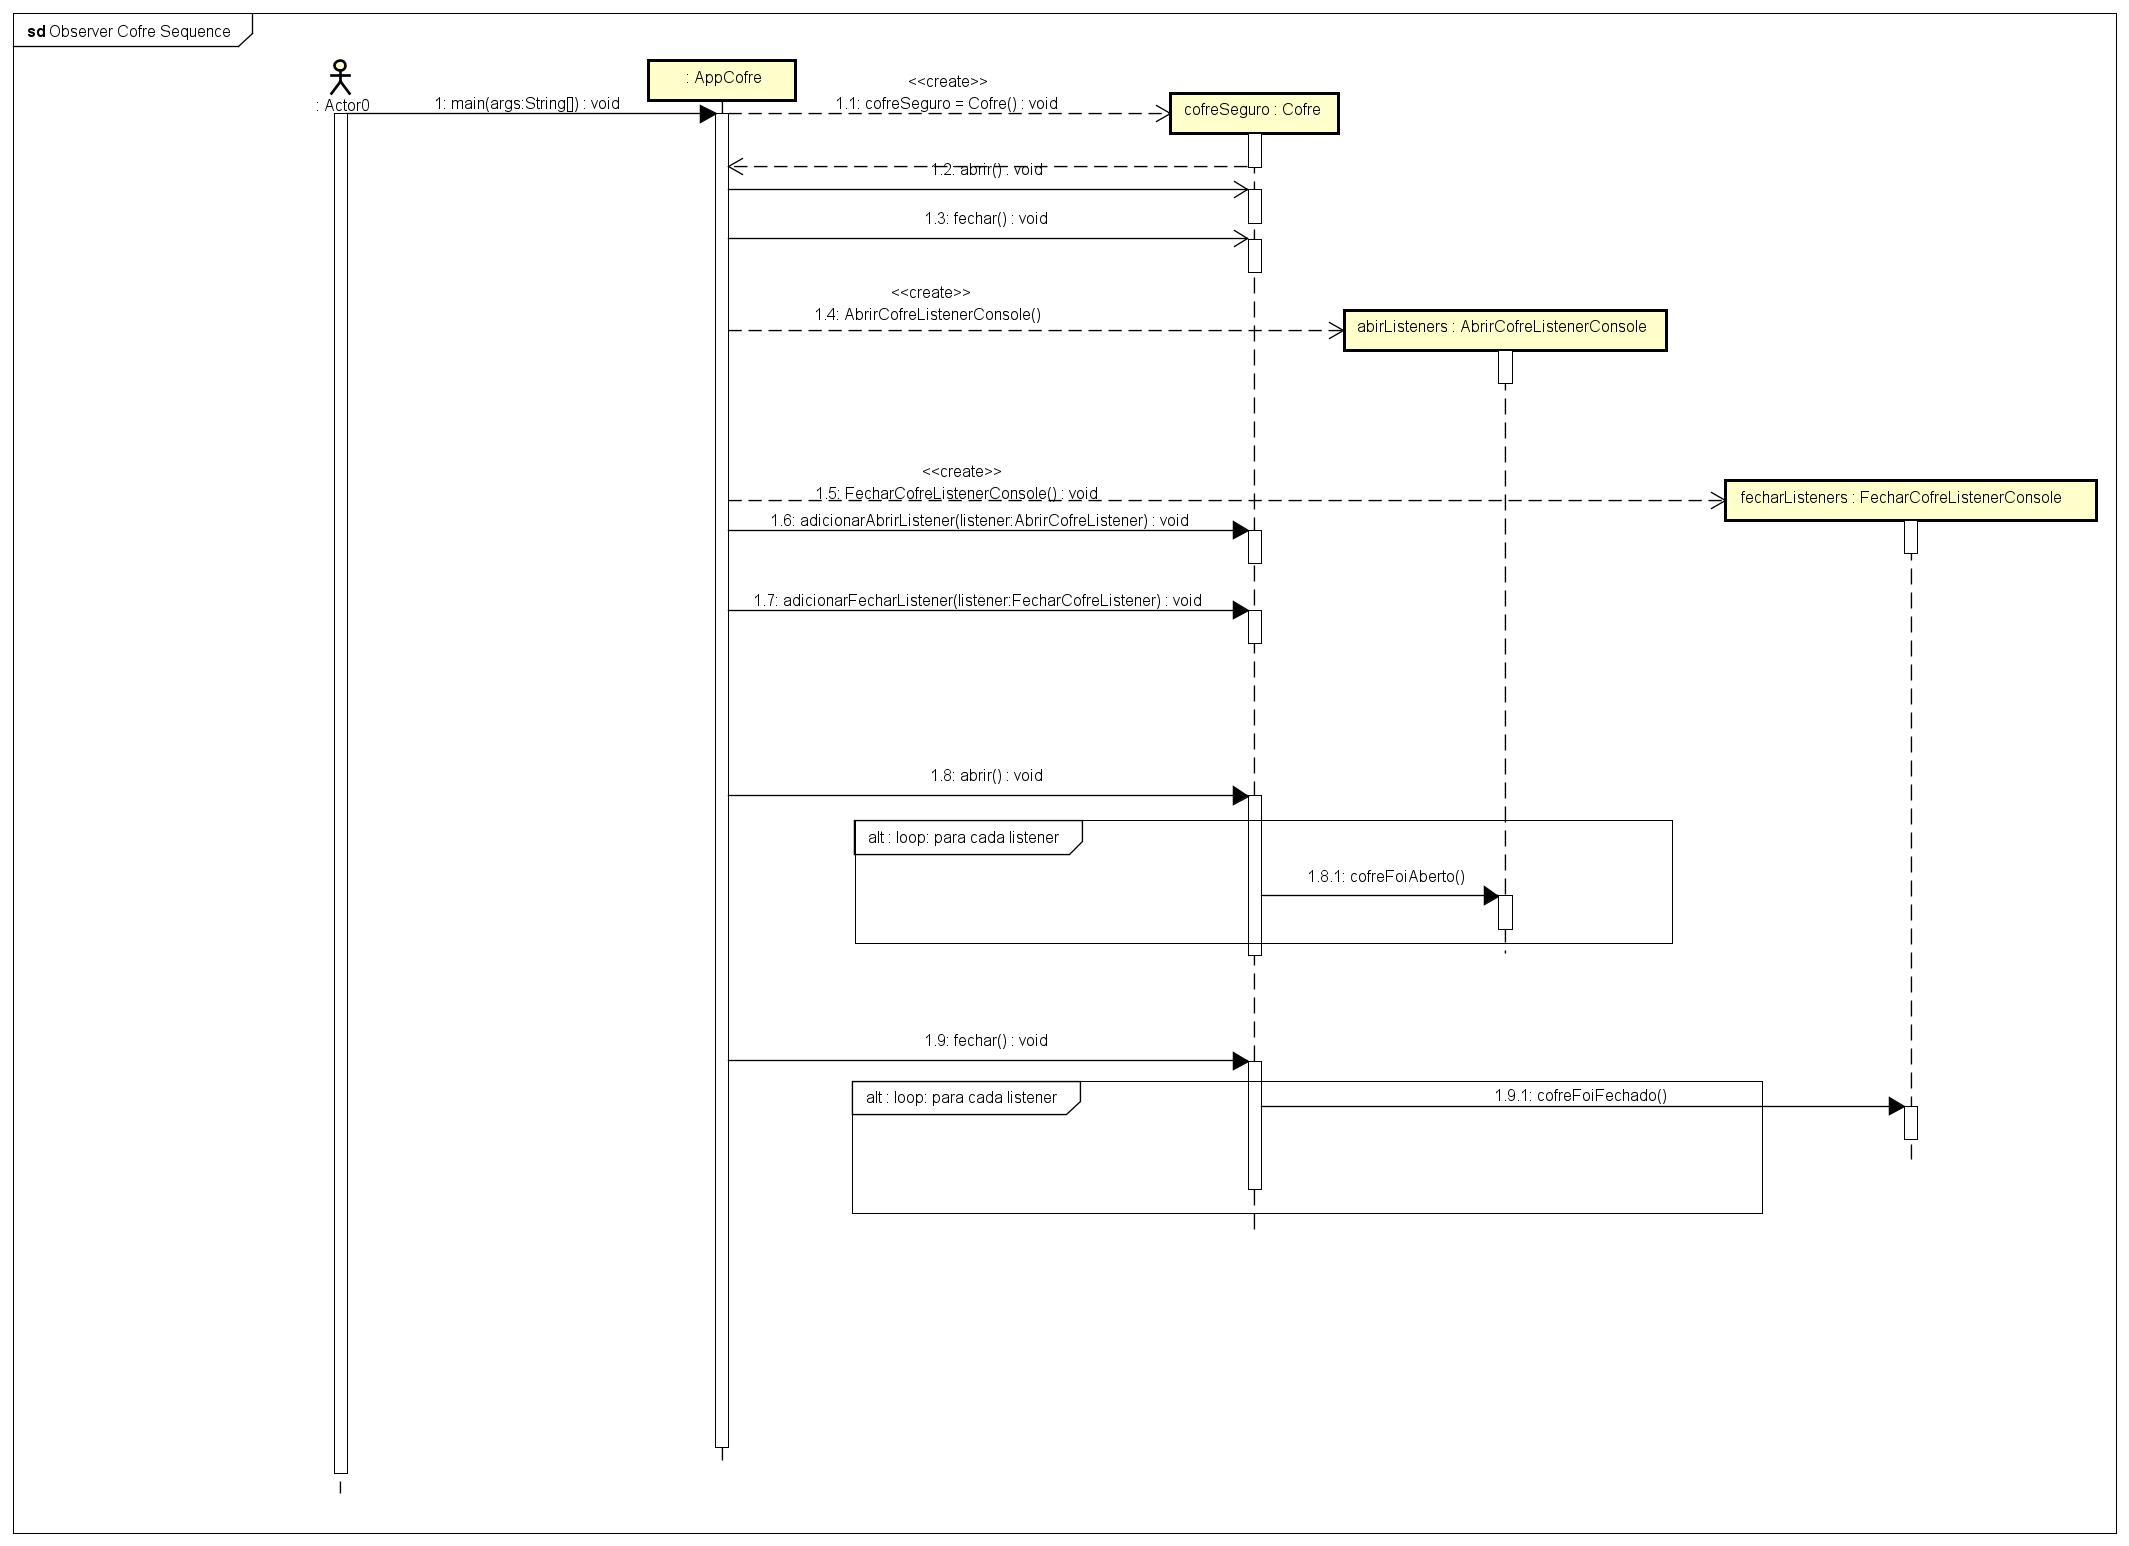 sd Observer Cofre Sequence
: Actor0
: AppCofre
1: main(args:String[]) : void
<<create>>
1.1: cofreSeguro = Cofre() : void
cofreSeguro : Cofre
1.2: abrir() : void
1.3: fechar() : void
<<create>>
1.4: AbrirCofreListenerConsole()
abirListeners : AbrirCofreListenerConsole
<<create>>
1.5: FecharCofreListenerConsole() : void
fecharListeners : FecharCofreListenerConsole
1.6: adicionarAbrirListener(listener:AbrirCofreListener) : void
1.7: adicionarFecharListener(listener:FecharCofreListener) : void
1.8: abrir() : void
alt : loop: para cada listener
1.8.1: cofreFoiAberto()
1.9: fechar() : void
alt : loop: para cada listener
1.9.1: cofreFoiFechado()